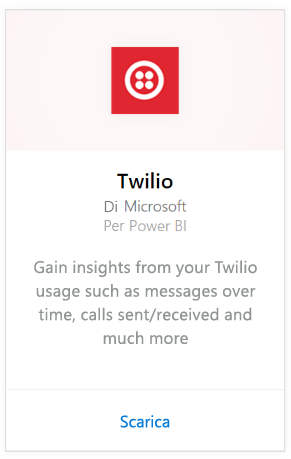 Twilio
Di Microsoft
Per Power BI
Gain insights from your Twilio
usage such as messages over
time, calls sent/received and
much more
Scarica